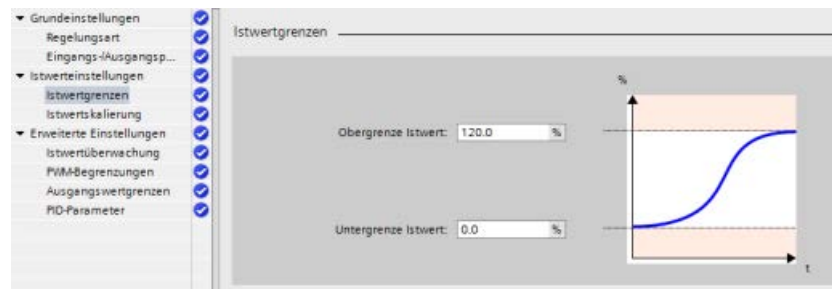 Grundeinstellungen
Regelungsart
Eingangs-/Ausgangsp...
Istwerteinstellungen
Istwertgrenzen
Istwertskalierung
Erweiterte Einstellungen
Istwertüberwachung
PWM-Begrenzungen
Ausgangswertgrenzen
PID-Parameter
Istwertgrenzen
%
Obergrenze Istwert: 120.0 %
Untergrenze Istwert: 0.0 %
t